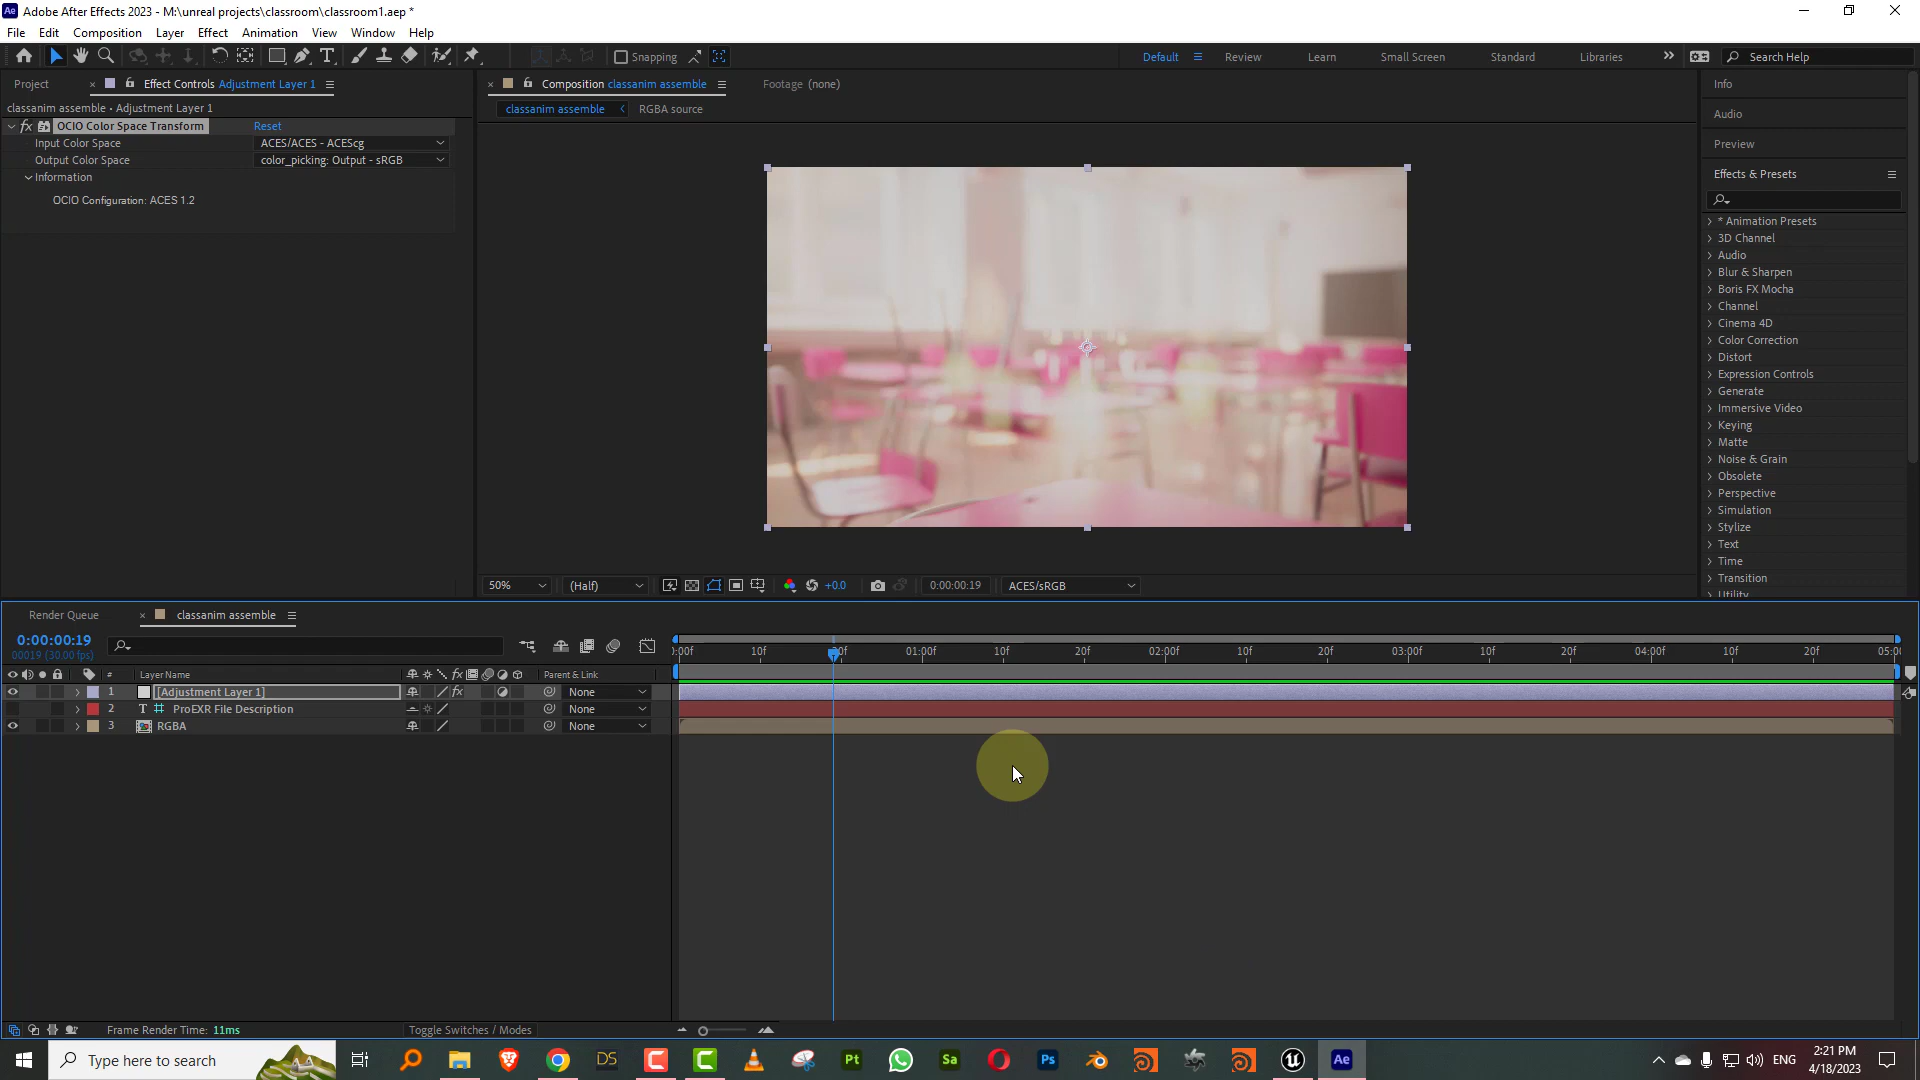 Adobe After Effects 2023 - M:\unreal projects\classroom\classroom1.aep *
File Edit Composition Layer Effect Animation View Window Help
Snapping
Default Review Learn Small Screen Standard Libraries Search Help
Project Effect Controls Adjustment Layer 1
classanim assemble • Adjustment Layer 1
fx OCIO Color Space Transform Reset
Input Color Space ACES/ACES - ACEScg
Output Color Space color_picking: Output - sRGB
Information
OCIO Configuration: ACES 1.2
Composition classanim assemble Footage (none)
classanim assemble RGBA source
50% (Half) +0.0 0:00:00:19 ACES/sRGB
Info
Audio
Preview
Effects & Presets
* Animation Presets
3D Channel
Audio
Blur & Sharpen
Boris FX Mocha
Channel
Cinema 4D
Color Correction
Distort
Expression Controls
Generate
Immersive Video
Keying
Matte
Noise & Grain
Obsolete
Perspective
Simulation
Stylize
Text
Time
Transition
Utility
Render Queue classanim assemble
0:00:00:19
00019 (30.00 fps)
:00f 10f 20f 01:00f 10f 20f 02:00f 10f 20f 03:00f 10f 20f 04:00f 10f 20f 05:00
# Layer Name fx Parent & Link
1 [Adjustment Layer 1] fx None
2 T ProEXR File Description None
3 RGBA None
Frame Render Time: 11ms Toggle Switches / Modes
Type here to search DS Pt Sa Ps Ae ENG 2:21 PM
4/18/2023